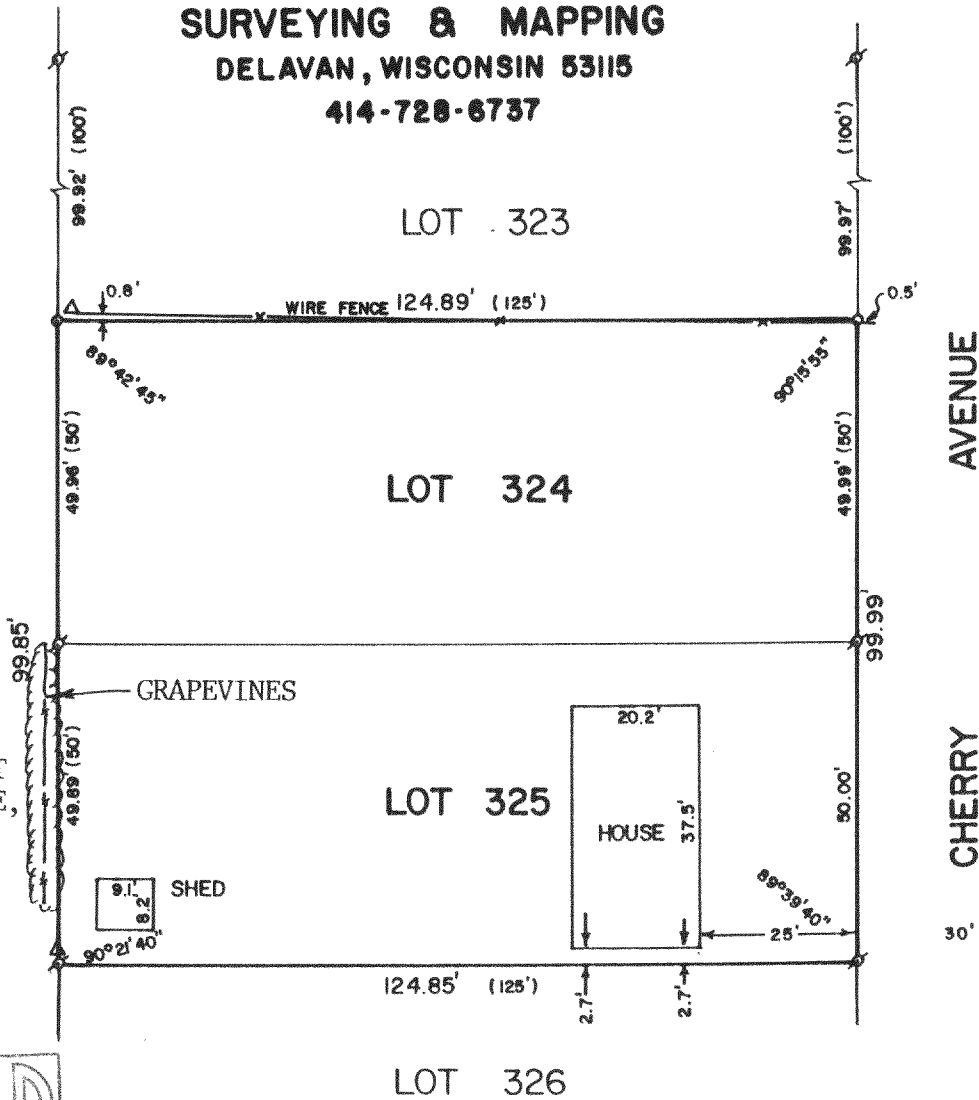 SURVEYING & MAPPING
DELAVAN, WISCONSIN 53115
414-728-6737
99.92' (100')
99.97' (100')
LOT 323
0.8'
WIRE FENCE 124.89' (125')
0.5'
89°42'45"
90°15'55"
AVENUE
49.96' (50')
LOT 324
49.99' (50')
99.85'
99.99'
GRAPEVINES
20.2'
49.89' (50')
LOT 325
HOUSE
37.5'
50.00'
CHERRY
9.1'
8.2'
SHED
89°39'40"
90°21'40"
25'
30'
124.85' (125')
2.7'
2.7'
LOT 326